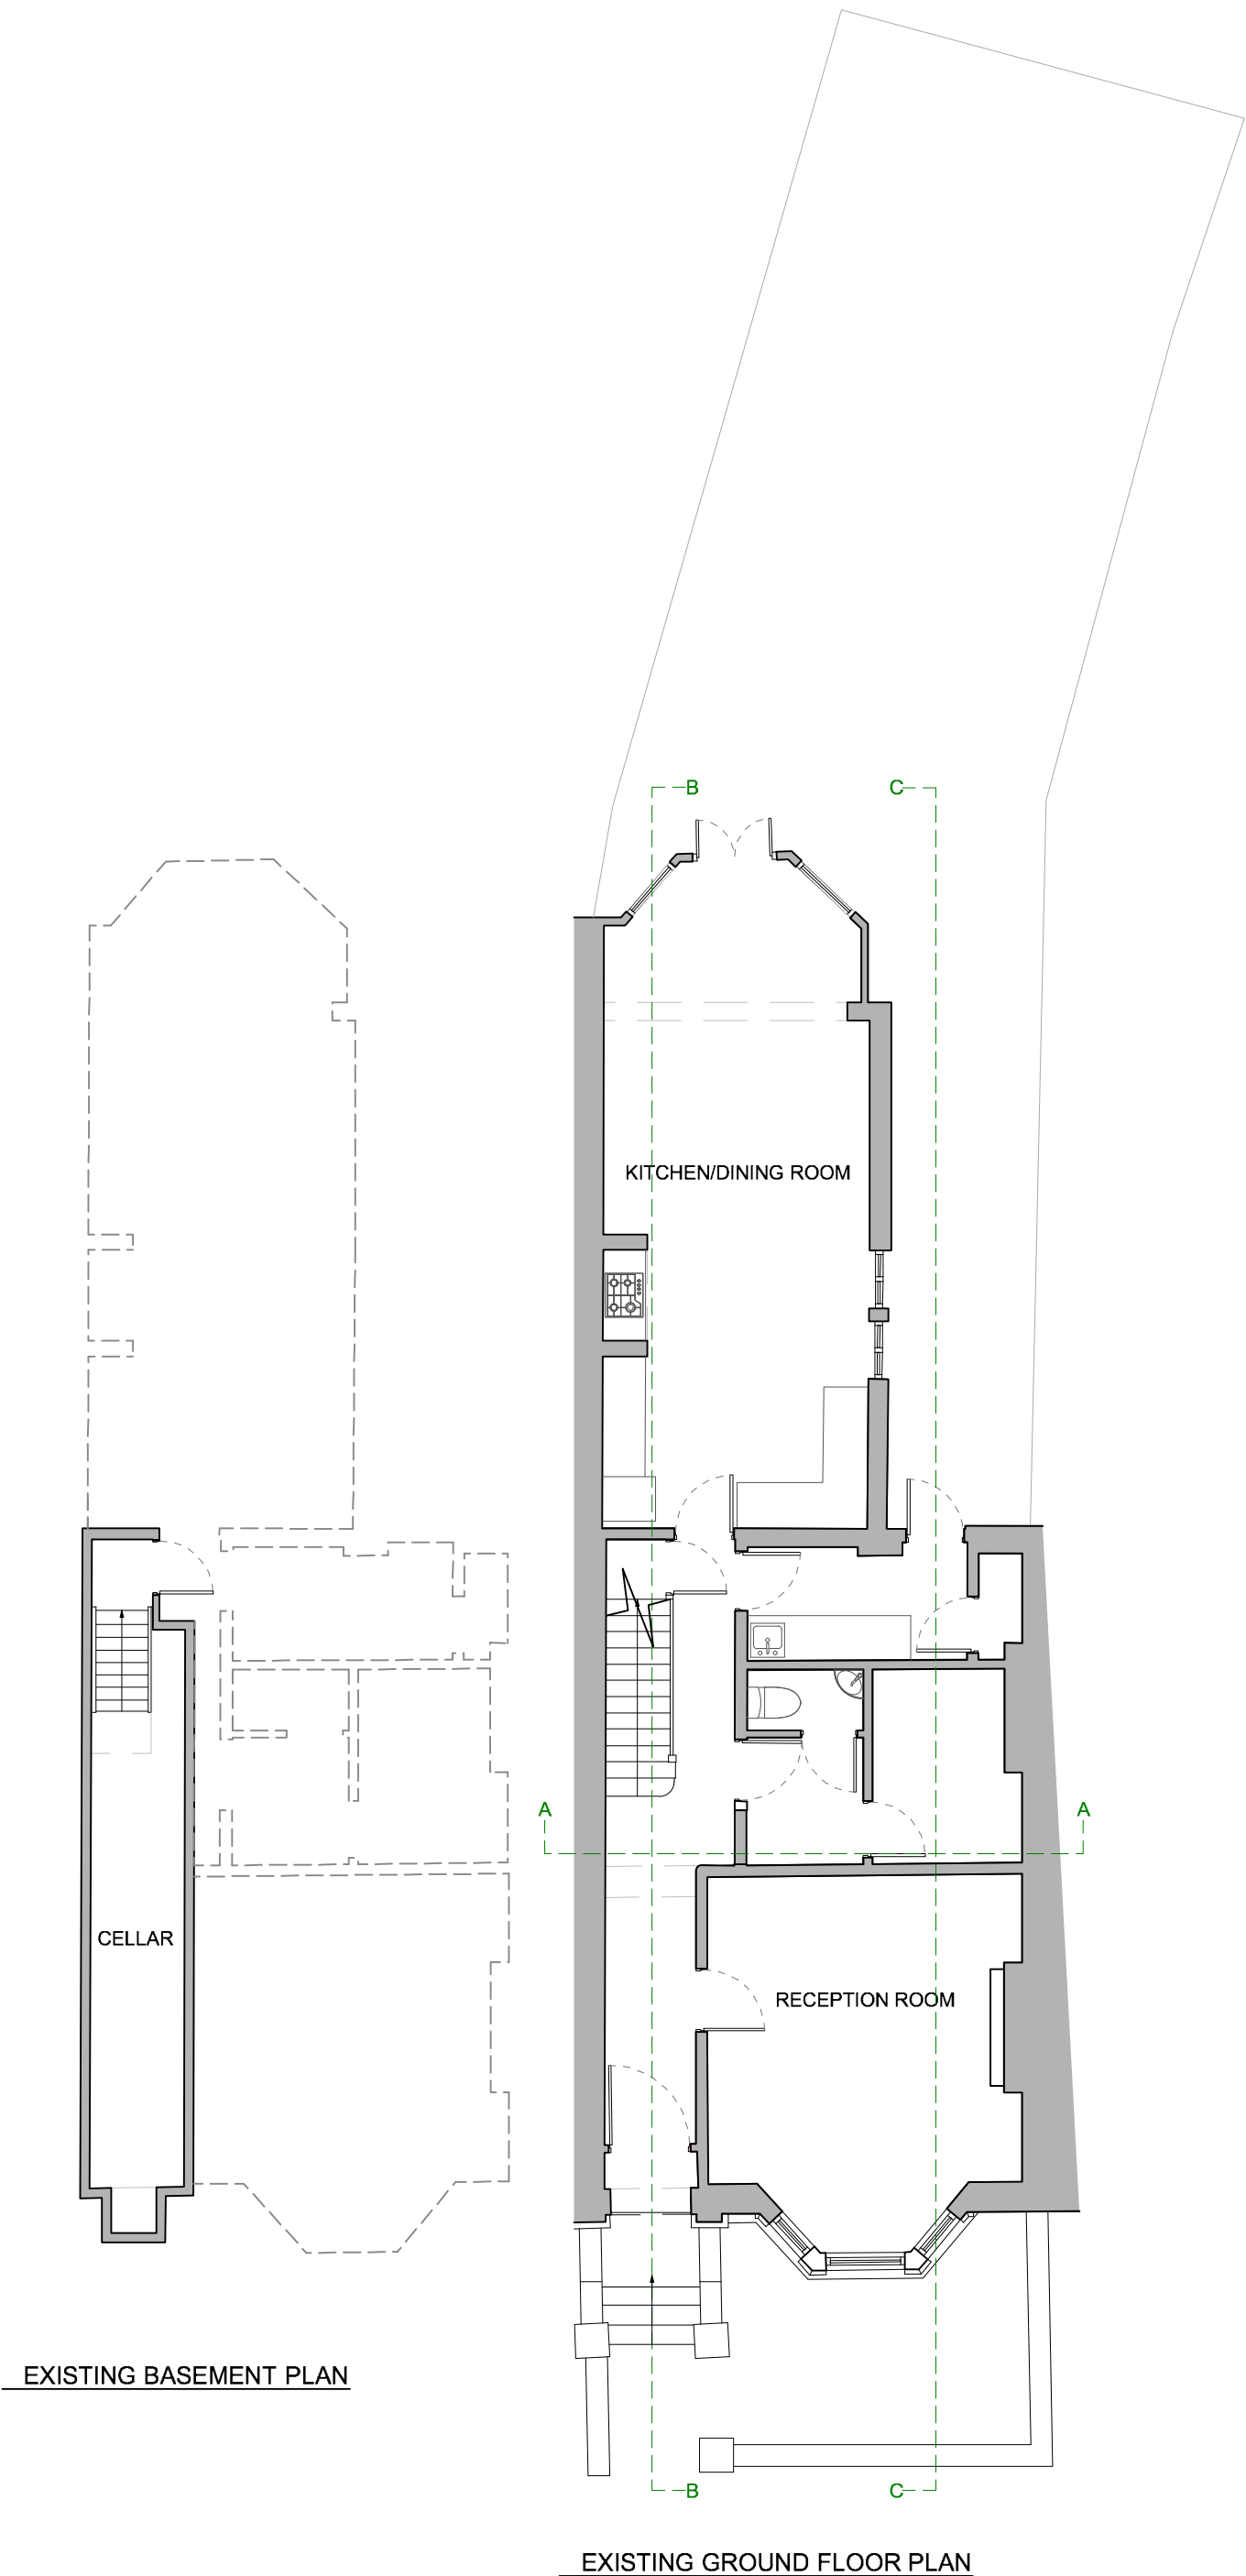 B
C
KITCHEN/DINING ROOM
A
A
CELLAR
RECEPTION ROOM
EXISTING BASEMENT PLAN
B
C
EXISTING GROUND FLOOR PLAN